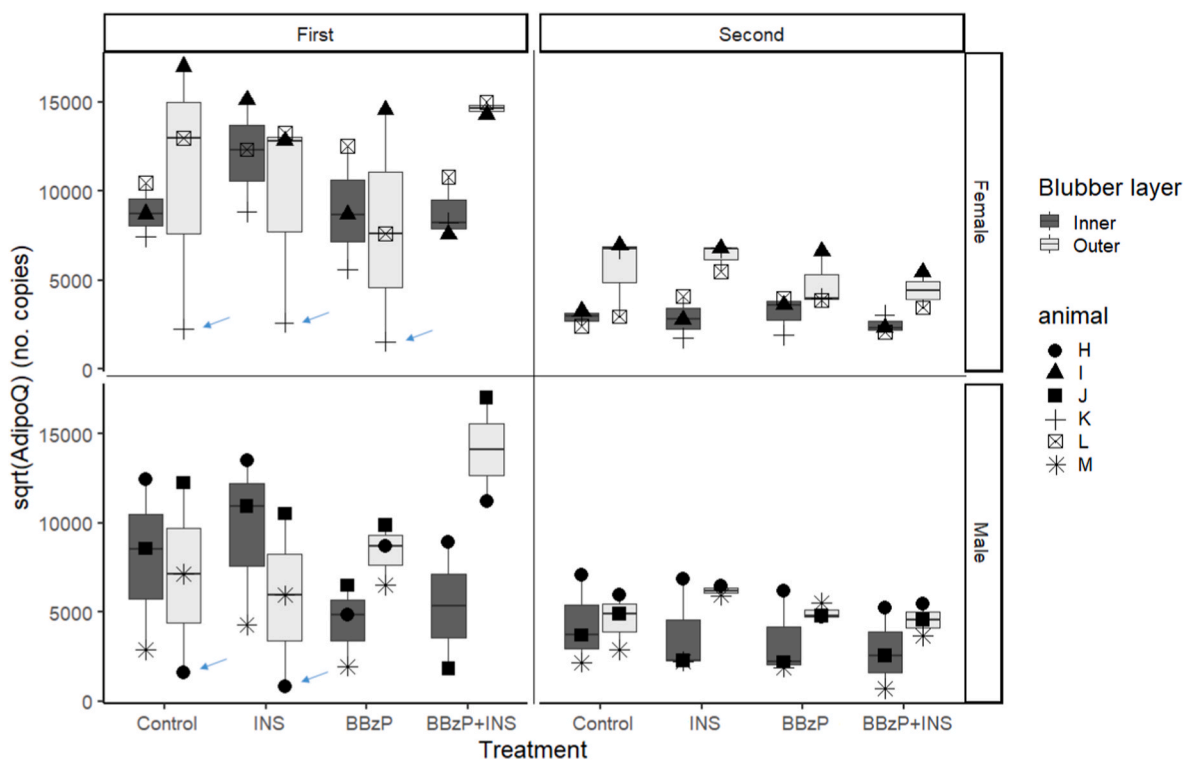 First
Second
sqrt(AdipoQ) (no. copies)
15000
10000
5000
0
Female
15000
10000
5000
0
Male
Control
INS
BBzP
BBzP+INS
Control
INS
BBzP
BBzP+INS
Treatment
Blubber layer
Inner
Outer
animal
H
I
J
K
L
M